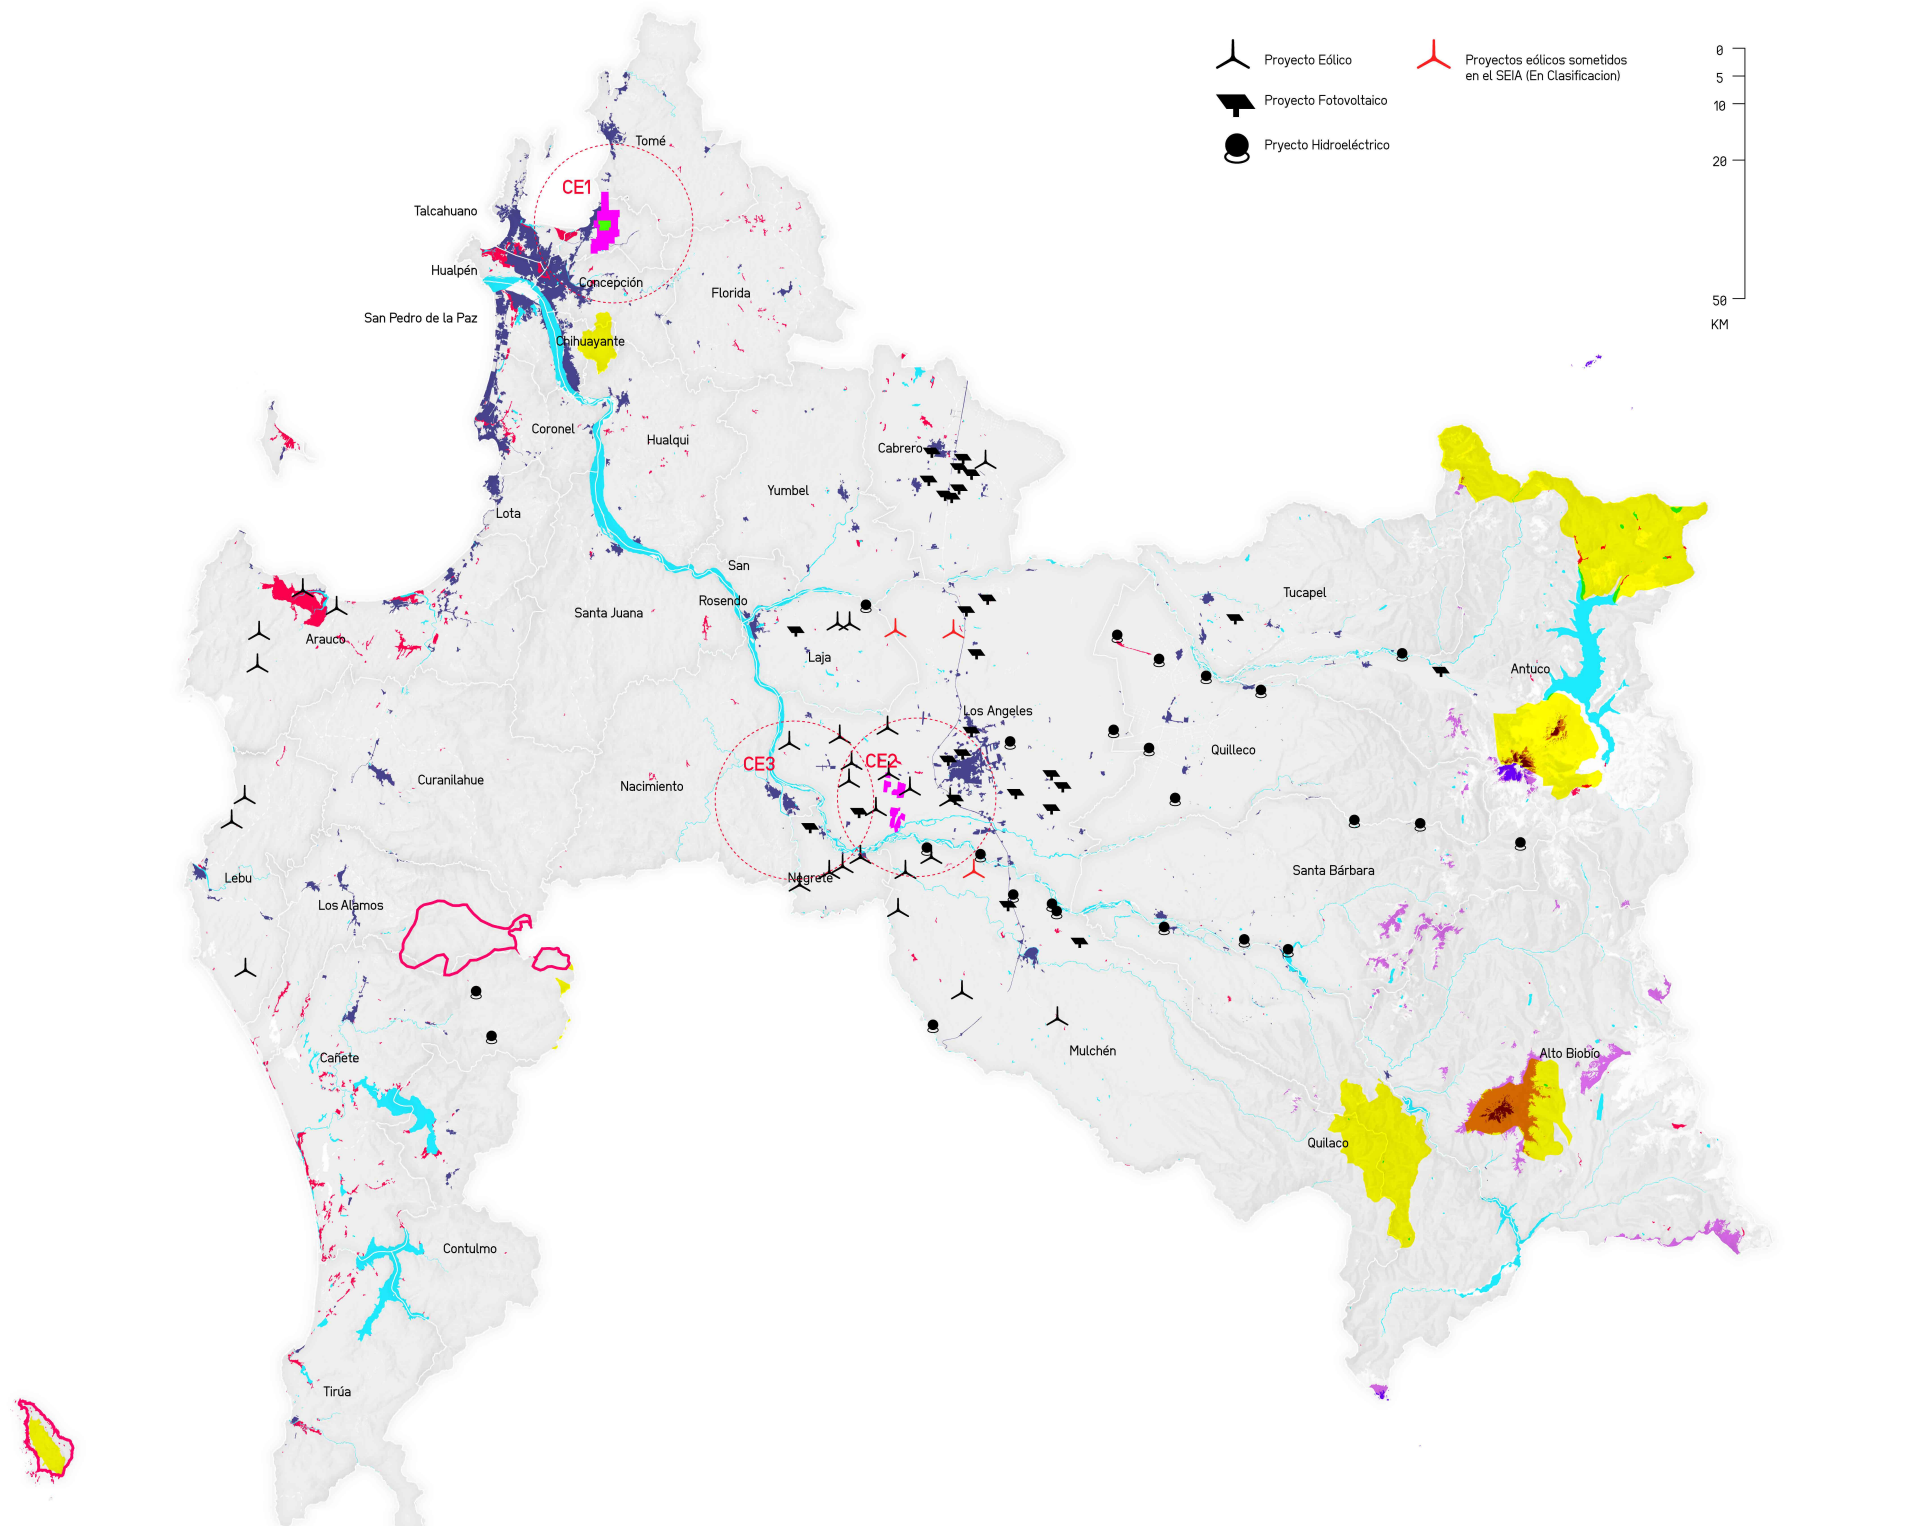 Proyecto Eólico
Proyectos eólicos sometidos
en el SEIA (En Clasificacion)
Proyecto Fotovoltaico
Pryecto Hidroeléctrico
0
5
10
20
50
KM
Tomé
CE1
Talcahuano
Hualpén
Concepción
Florida
San Pedro de la Paz
Chihuayante
Coronel
Hualqui
Cabrero
Yumbel
Lota
San
Rosendo
Santa Juana
Tucapel
Arauco
Laja
Antuco
Los Angeles
Quilleco
CE3
CE2
Curanilahue
Nacimiento
Lebu
Negrete
Santa Bárbara
Los Alamos
Cañete
Mulchén
Alto Biobío
Quilaco
Contulmo
Tirúa